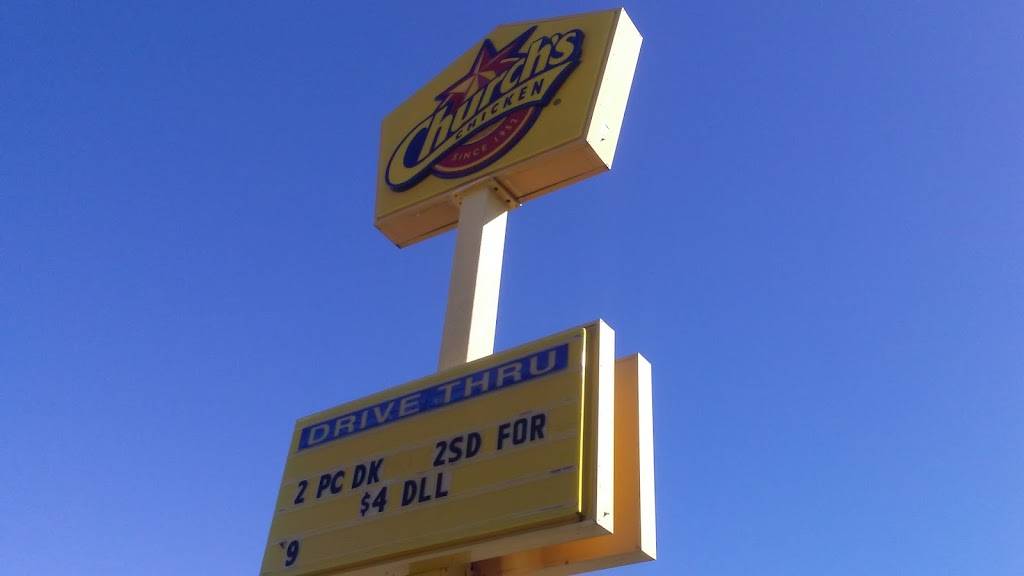 Church's
CHICKEN ®
SINCE 1952
DRIVE THRU
2 PC DK 2SD FOR
$4 DLL
9